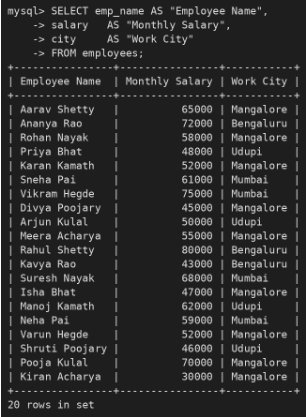 mysql> SELECT emp_name AS "Employee Name",
    -> salary   AS "Monthly Salary",
    -> city     AS "Work City"
    -> FROM employees;
+----------------+----------------+-----------+
| Employee Name  | Monthly Salary | Work City |
+----------------+----------------+-----------+
| Aarav Shetty   |          65000 | Mangalore |
| Ananya Rao     |          72000 | Bengaluru |
| Rohan Nayak    |          58000 | Mangalore |
| Priya Bhat     |          48000 | Udupi     |
| Karan Kamath   |          52000 | Mangalore |
| Sneha Pai      |          61000 | Mumbai    |
| Vikram Hegde   |          75000 | Mumbai    |
| Divya Poojary  |          45000 | Mangalore |
| Arjun Kulal    |          50000 | Udupi     |
| Meera Acharya  |          55000 | Mangalore |
| Rahul Shetty   |          80000 | Bengaluru |
| Kavya Rao      |          43000 | Bengaluru |
| Suresh Nayak   |          68000 | Mumbai    |
| Isha Bhat      |          47000 | Mangalore |
| Manoj Kamath   |          62000 | Udupi     |
| Neha Pai       |          59000 | Mumbai    |
| Varun Hegde    |          52000 | Mangalore |
| Shruti Poojary |          46000 | Udupi     |
| Pooja Kulal    |          70000 | Mangalore |
| Kiran Acharya  |          30000 | Mangalore |
+----------------+----------------+-----------+
20 rows in set